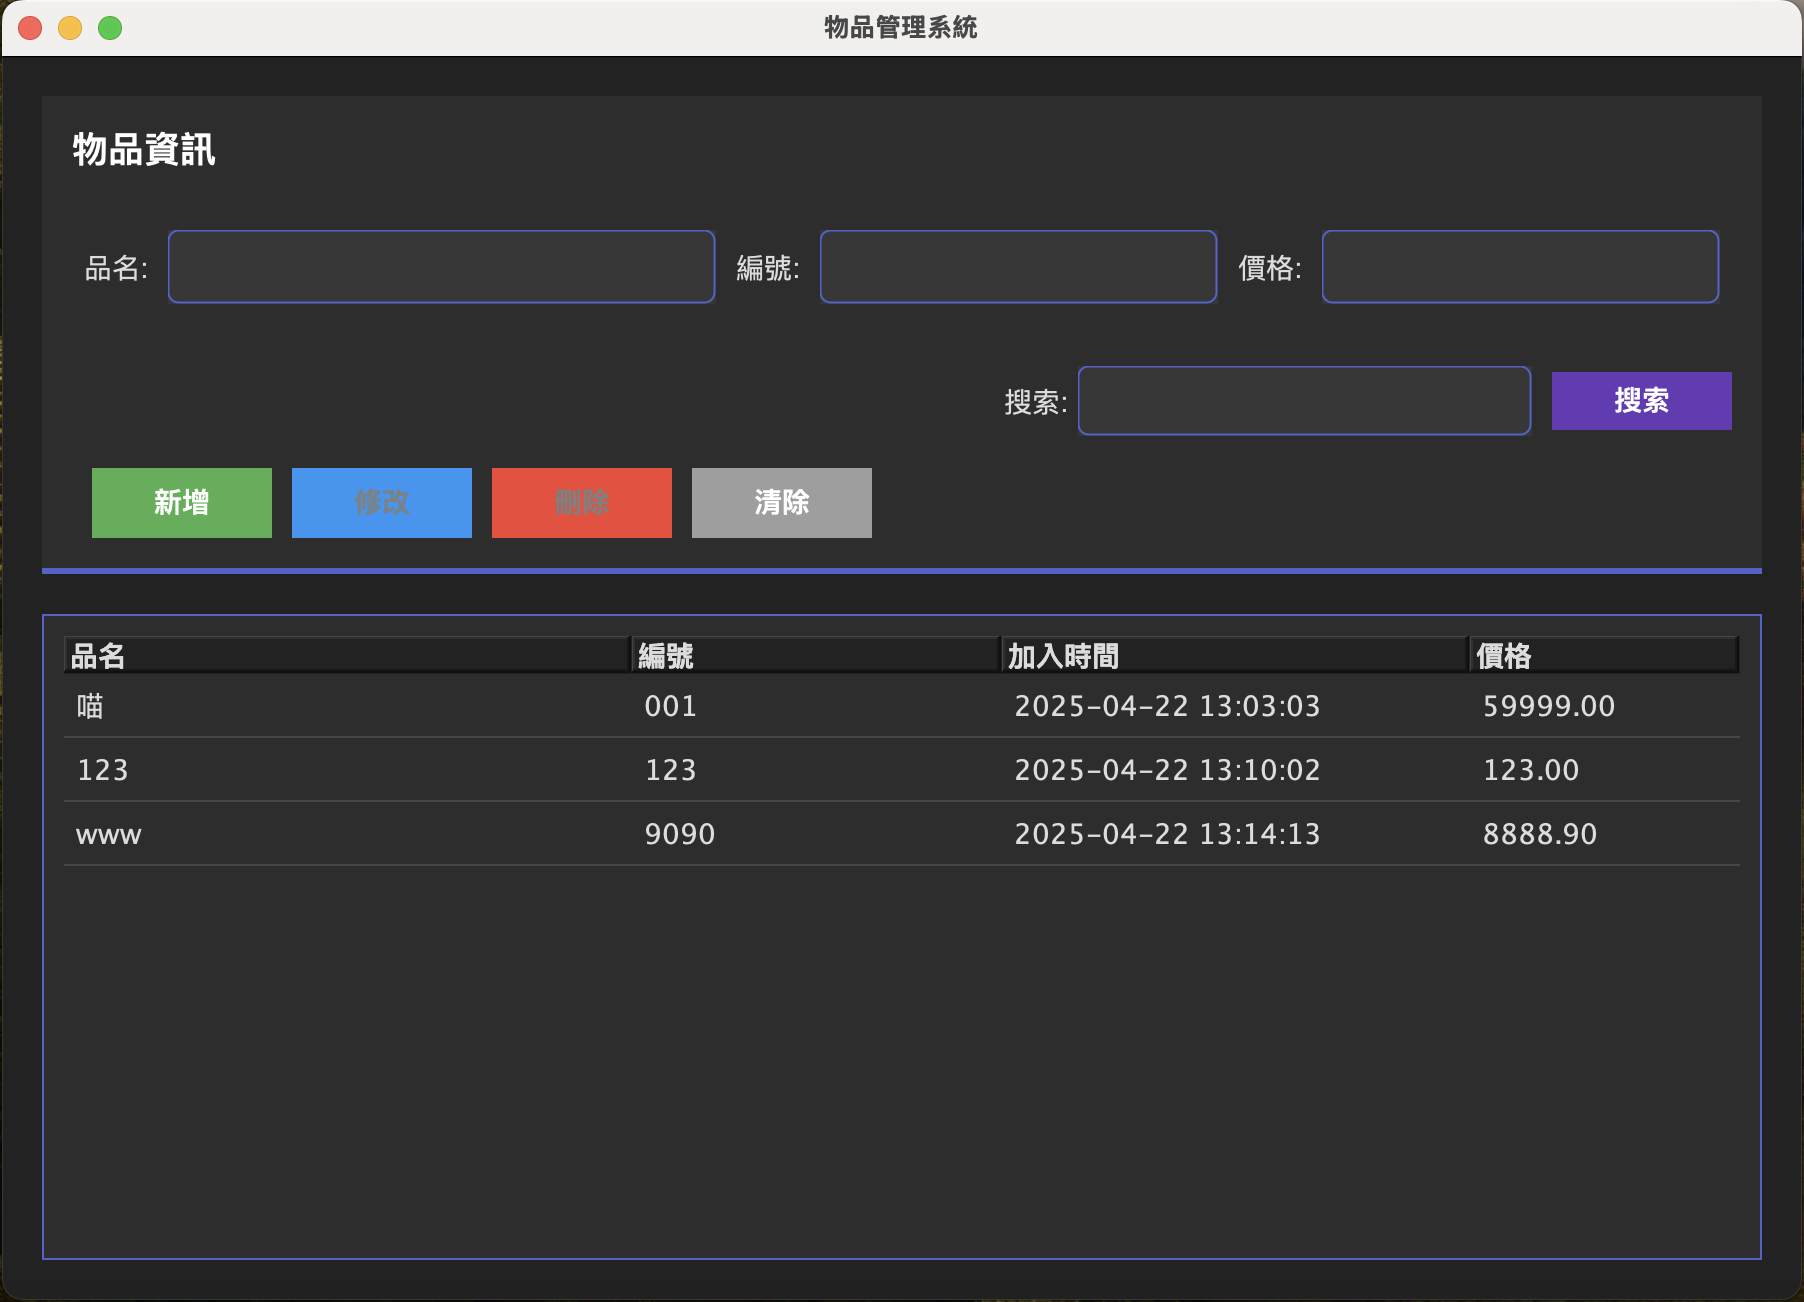 物品管理系統
物品資訊
品名: 編號: 價格:
搜索: 搜索
新增 修改 刪除 清除
品名 編號 加入時間 價格
喵 001 2025-04-22 13:03:03 59999.00
123 123 2025-04-22 13:10:02 123.00
www 9090 2025-04-22 13:14:13 8888.90